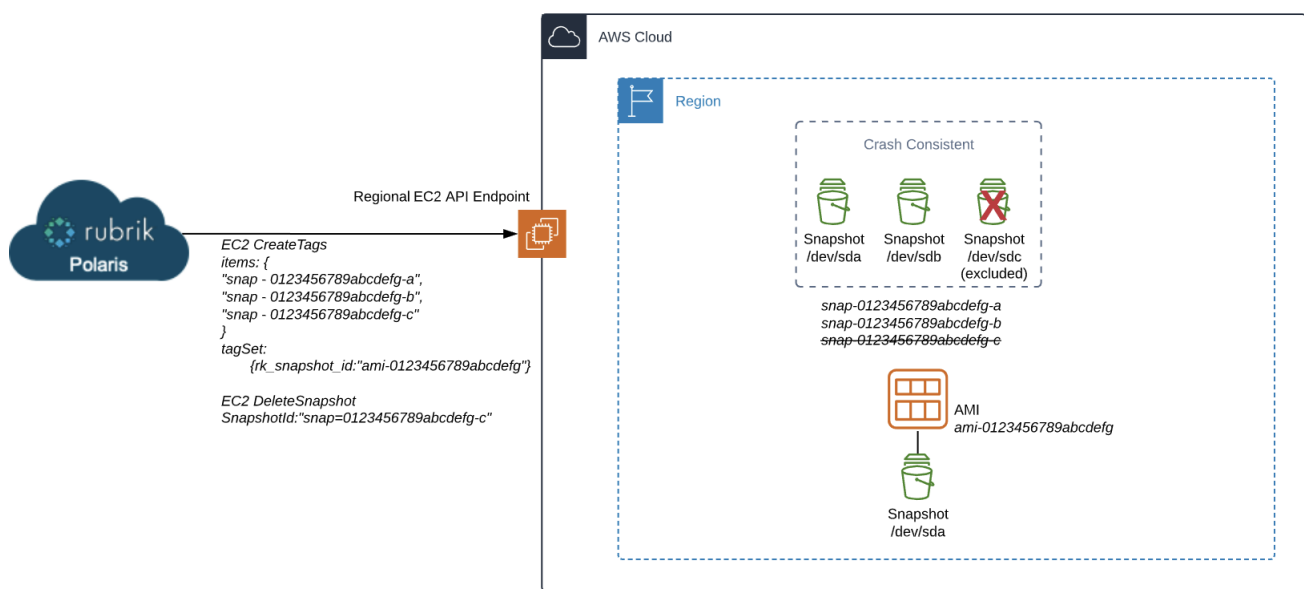 AWS Cloud
Region
Crash Consistent
Snapshot
/dev/sda
Snapshot
/dev/sdb
Snapshot
/dev/sdc
(excluded)
snap-0123456789abcdefg-a
snap-0123456789abcdefg-b
snap-0123456789abcdefg-c
AMI
ami-0123456789abcdefg
Snapshot
/dev/sda
Regional EC2 API Endpoint
rubrik
Polaris
EC2 CreateTags
items: {
"snap - 0123456789abcdefg-a",
"snap - 0123456789abcdefg-b",
"snap - 0123456789abcdefg-c"
}
tagSet:
{rk_snapshot_id:"ami-0123456789abcdefg"}
EC2 DeleteSnapshot
SnapshotId:"snap=0123456789abcdefg-c"